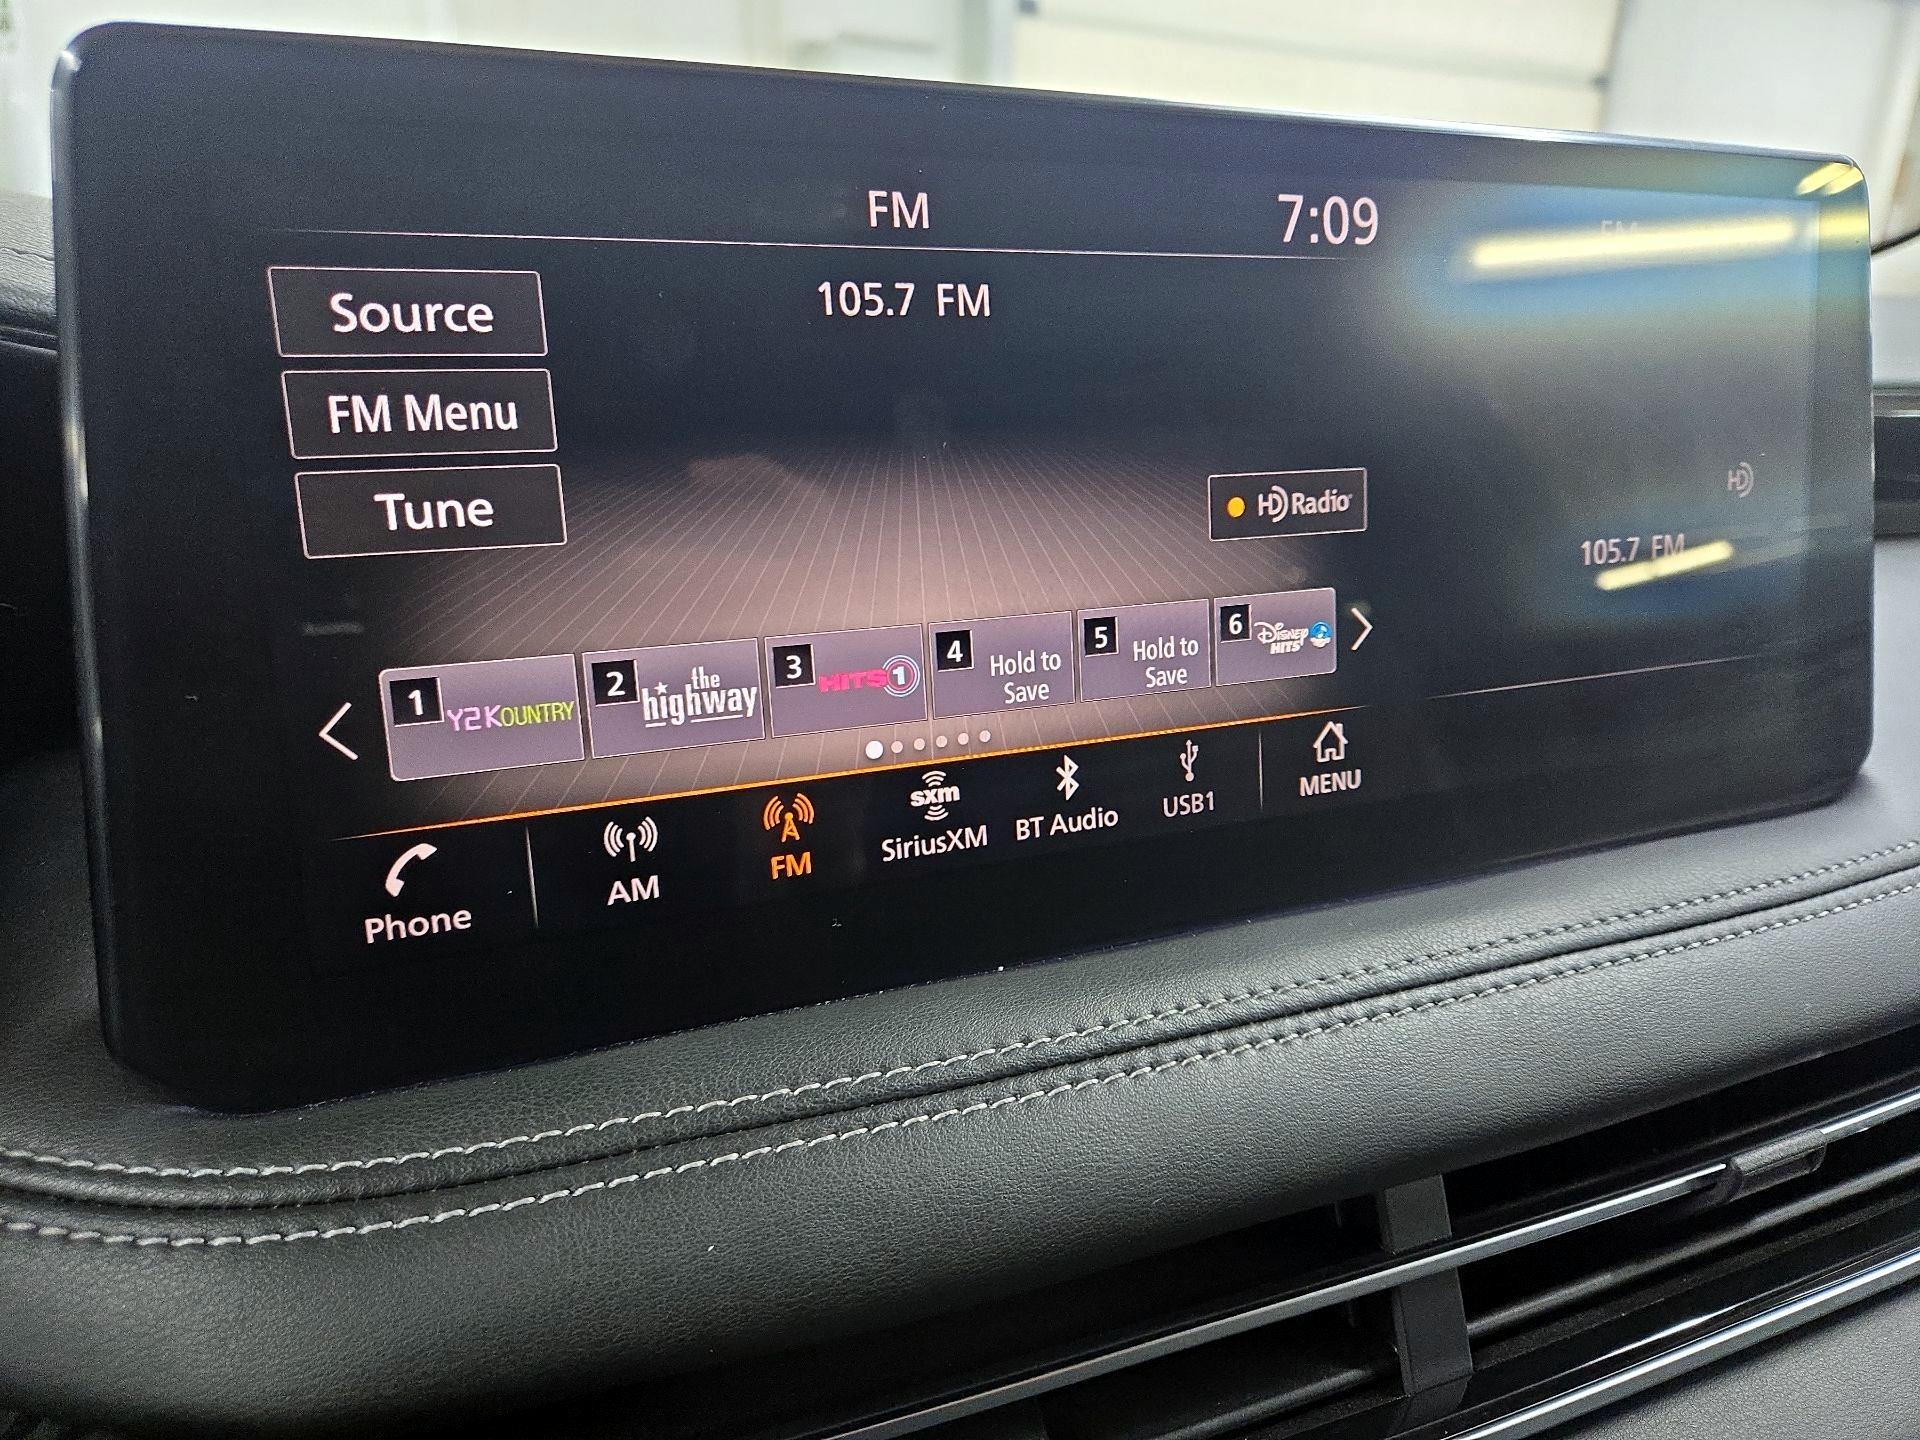 FM
7:09
FM
Source
105.7 FM
FM Menu
Tune
HD Radio
HD
105.7 FM
1 Y2KOUNTRY
2 the highway
3 HITS 1
4 Hold to Save
5 Hold to Save
6 DISNEY HITS
Phone
AM
FM
sxm
SiriusXM
BT Audio
USB1
MENU